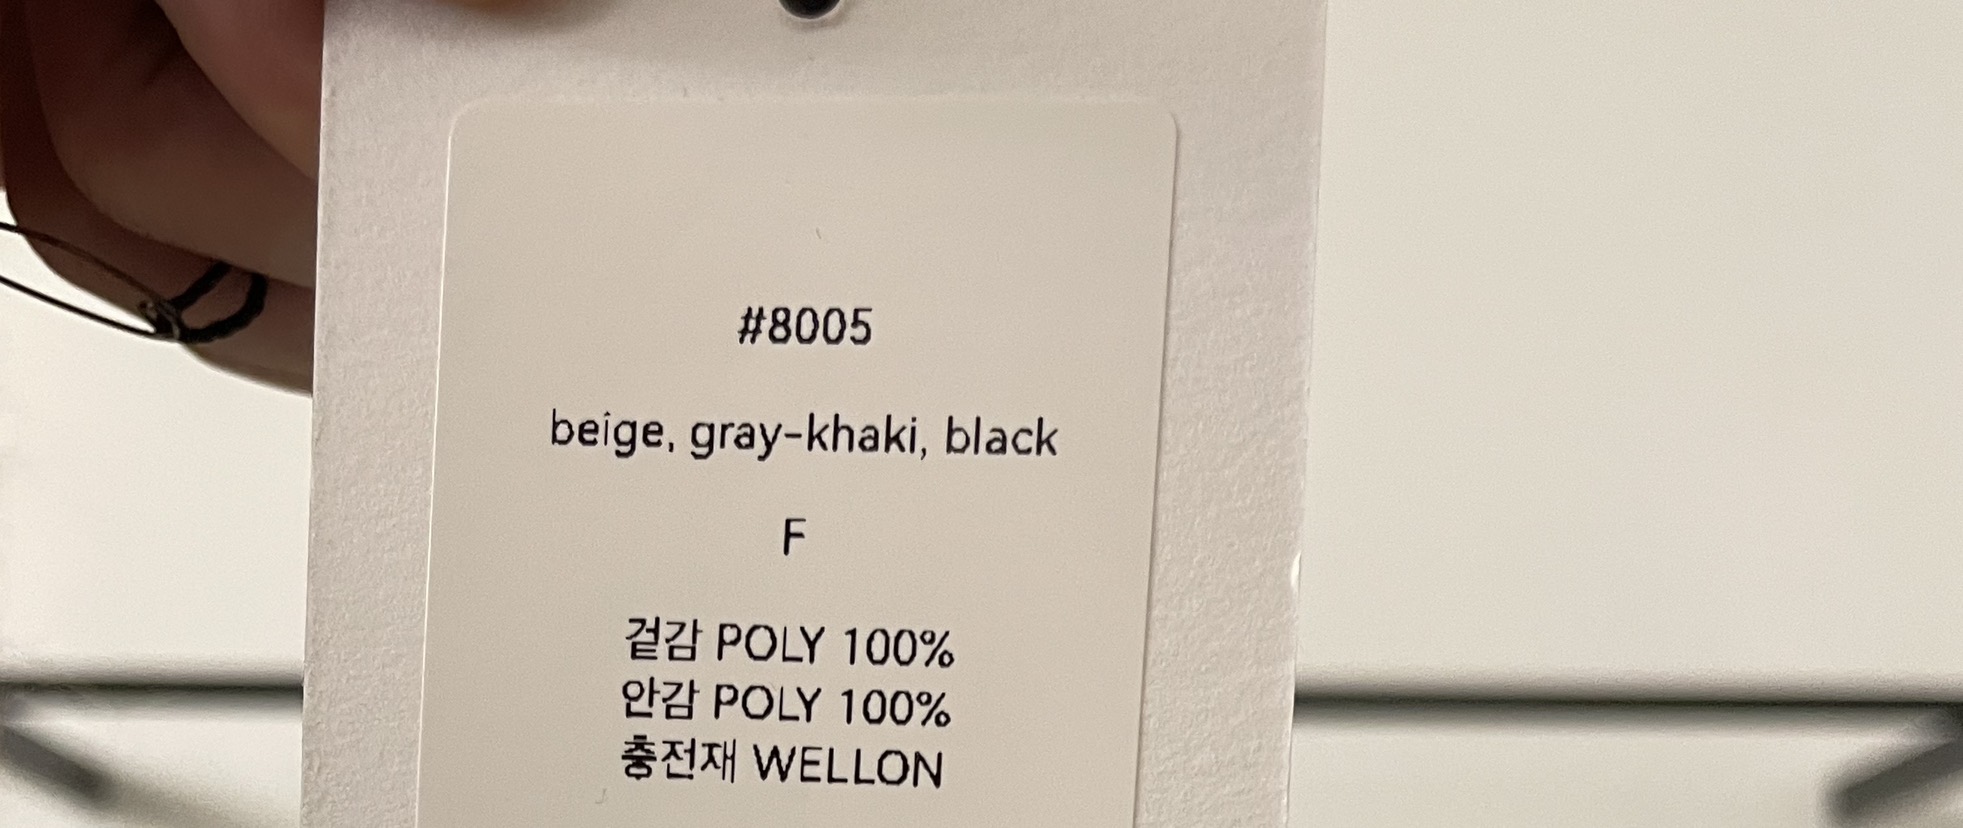 #8005
beige, gray-khaki, black
F
겉감 POLY 100%
안감 POLY 100%
충전재 WELLON